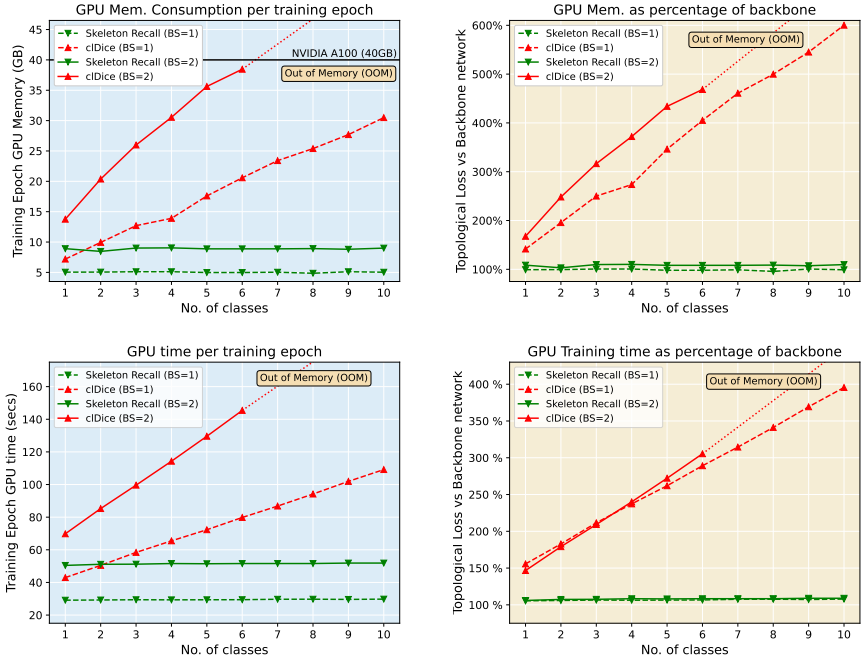 GPU Mem. Consumption per training epoch
Training Epoch GPU Memory (GB)
45
40
35
30
25
20
15
10
5
Skeleton Recall (BS=1)
clDice (BS=1)
Skeleton Recall (BS=2)
clDice (BS=2)
NVIDIA A100 (40GB)
Out of Memory (OOM)
1 2 3 4 5 6 7 8 9 10
No. of classes
GPU Mem. as percentage of backbone
Topological Loss vs Backbone network
600%
500%
400%
300%
200%
100%
Skeleton Recall (BS=1)
clDice (BS=1)
Skeleton Recall (BS=2)
clDice (BS=2)
Out of Memory (OOM)
1 2 3 4 5 6 7 8 9 10
No. of classes
GPU time per training epoch
Training Epoch GPU time (secs)
160
140
120
100
80
60
40
20
Skeleton Recall (BS=1)
clDice (BS=1)
Skeleton Recall (BS=2)
clDice (BS=2)
Out of Memory (OOM)
1 2 3 4 5 6 7 8 9 10
No. of classes
GPU Training time as percentage of backbone
Topological Loss vs Backbone network
400 %
350 %
300 %
250 %
200 %
150 %
100 %
Skeleton Recall (BS=1)
clDice (BS=1)
Skeleton Recall (BS=2)
clDice (BS=2)
Out of Memory (OOM)
1 2 3 4 5 6 7 8 9 10
No. of classes